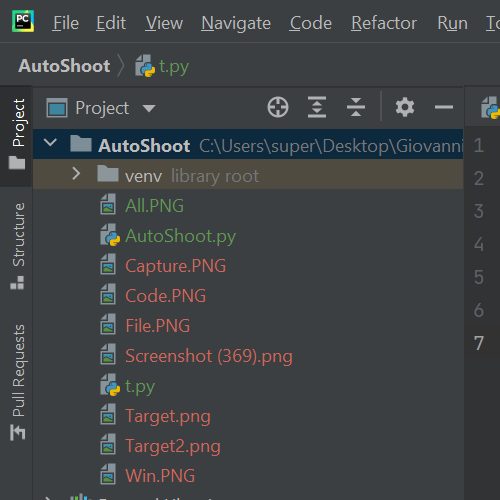 PC File Edit View Navigate Code Refactor Run
AutoShoot t.py
Project
AutoShoot C:\Users\super\Desktop\Giovanni
venv library root
All.PNG
AutoShoot.py
Capture.PNG
Code.PNG
File.PNG
Screenshot (369).png
t.py
Target.png
Target2.png
Win.PNG
Project
Structure
Pull Requests
1
2
3
4
5
6
7